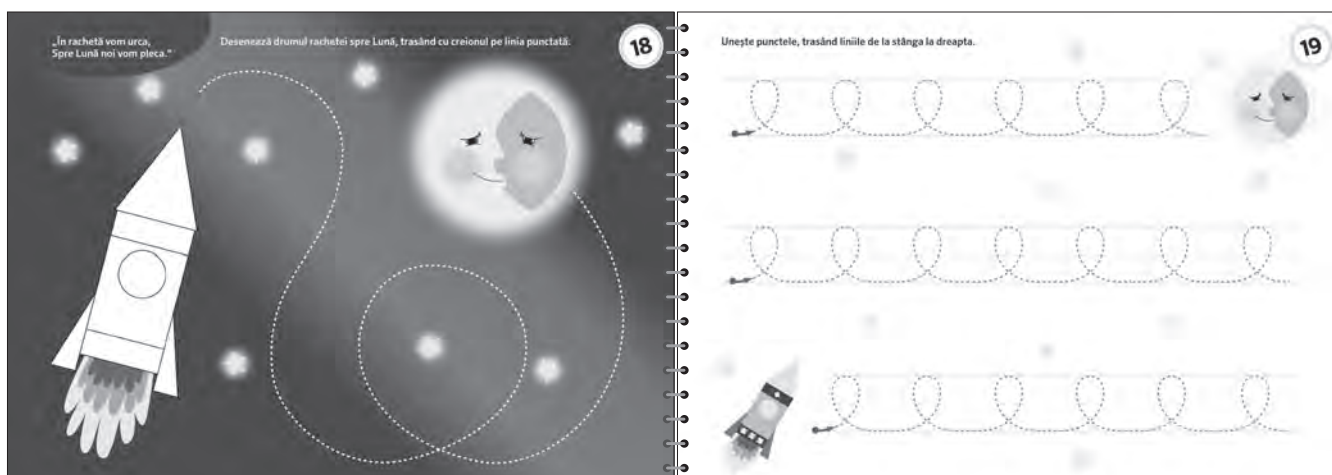 „În rachetă vom urca,
Spre Lună noi vom pleca.”
Desenează drumul rachetei spre Lună, trasând cu creionul pe linia punctată.
18
Unește punctele, trasând liniile de la stânga la dreapta.
19